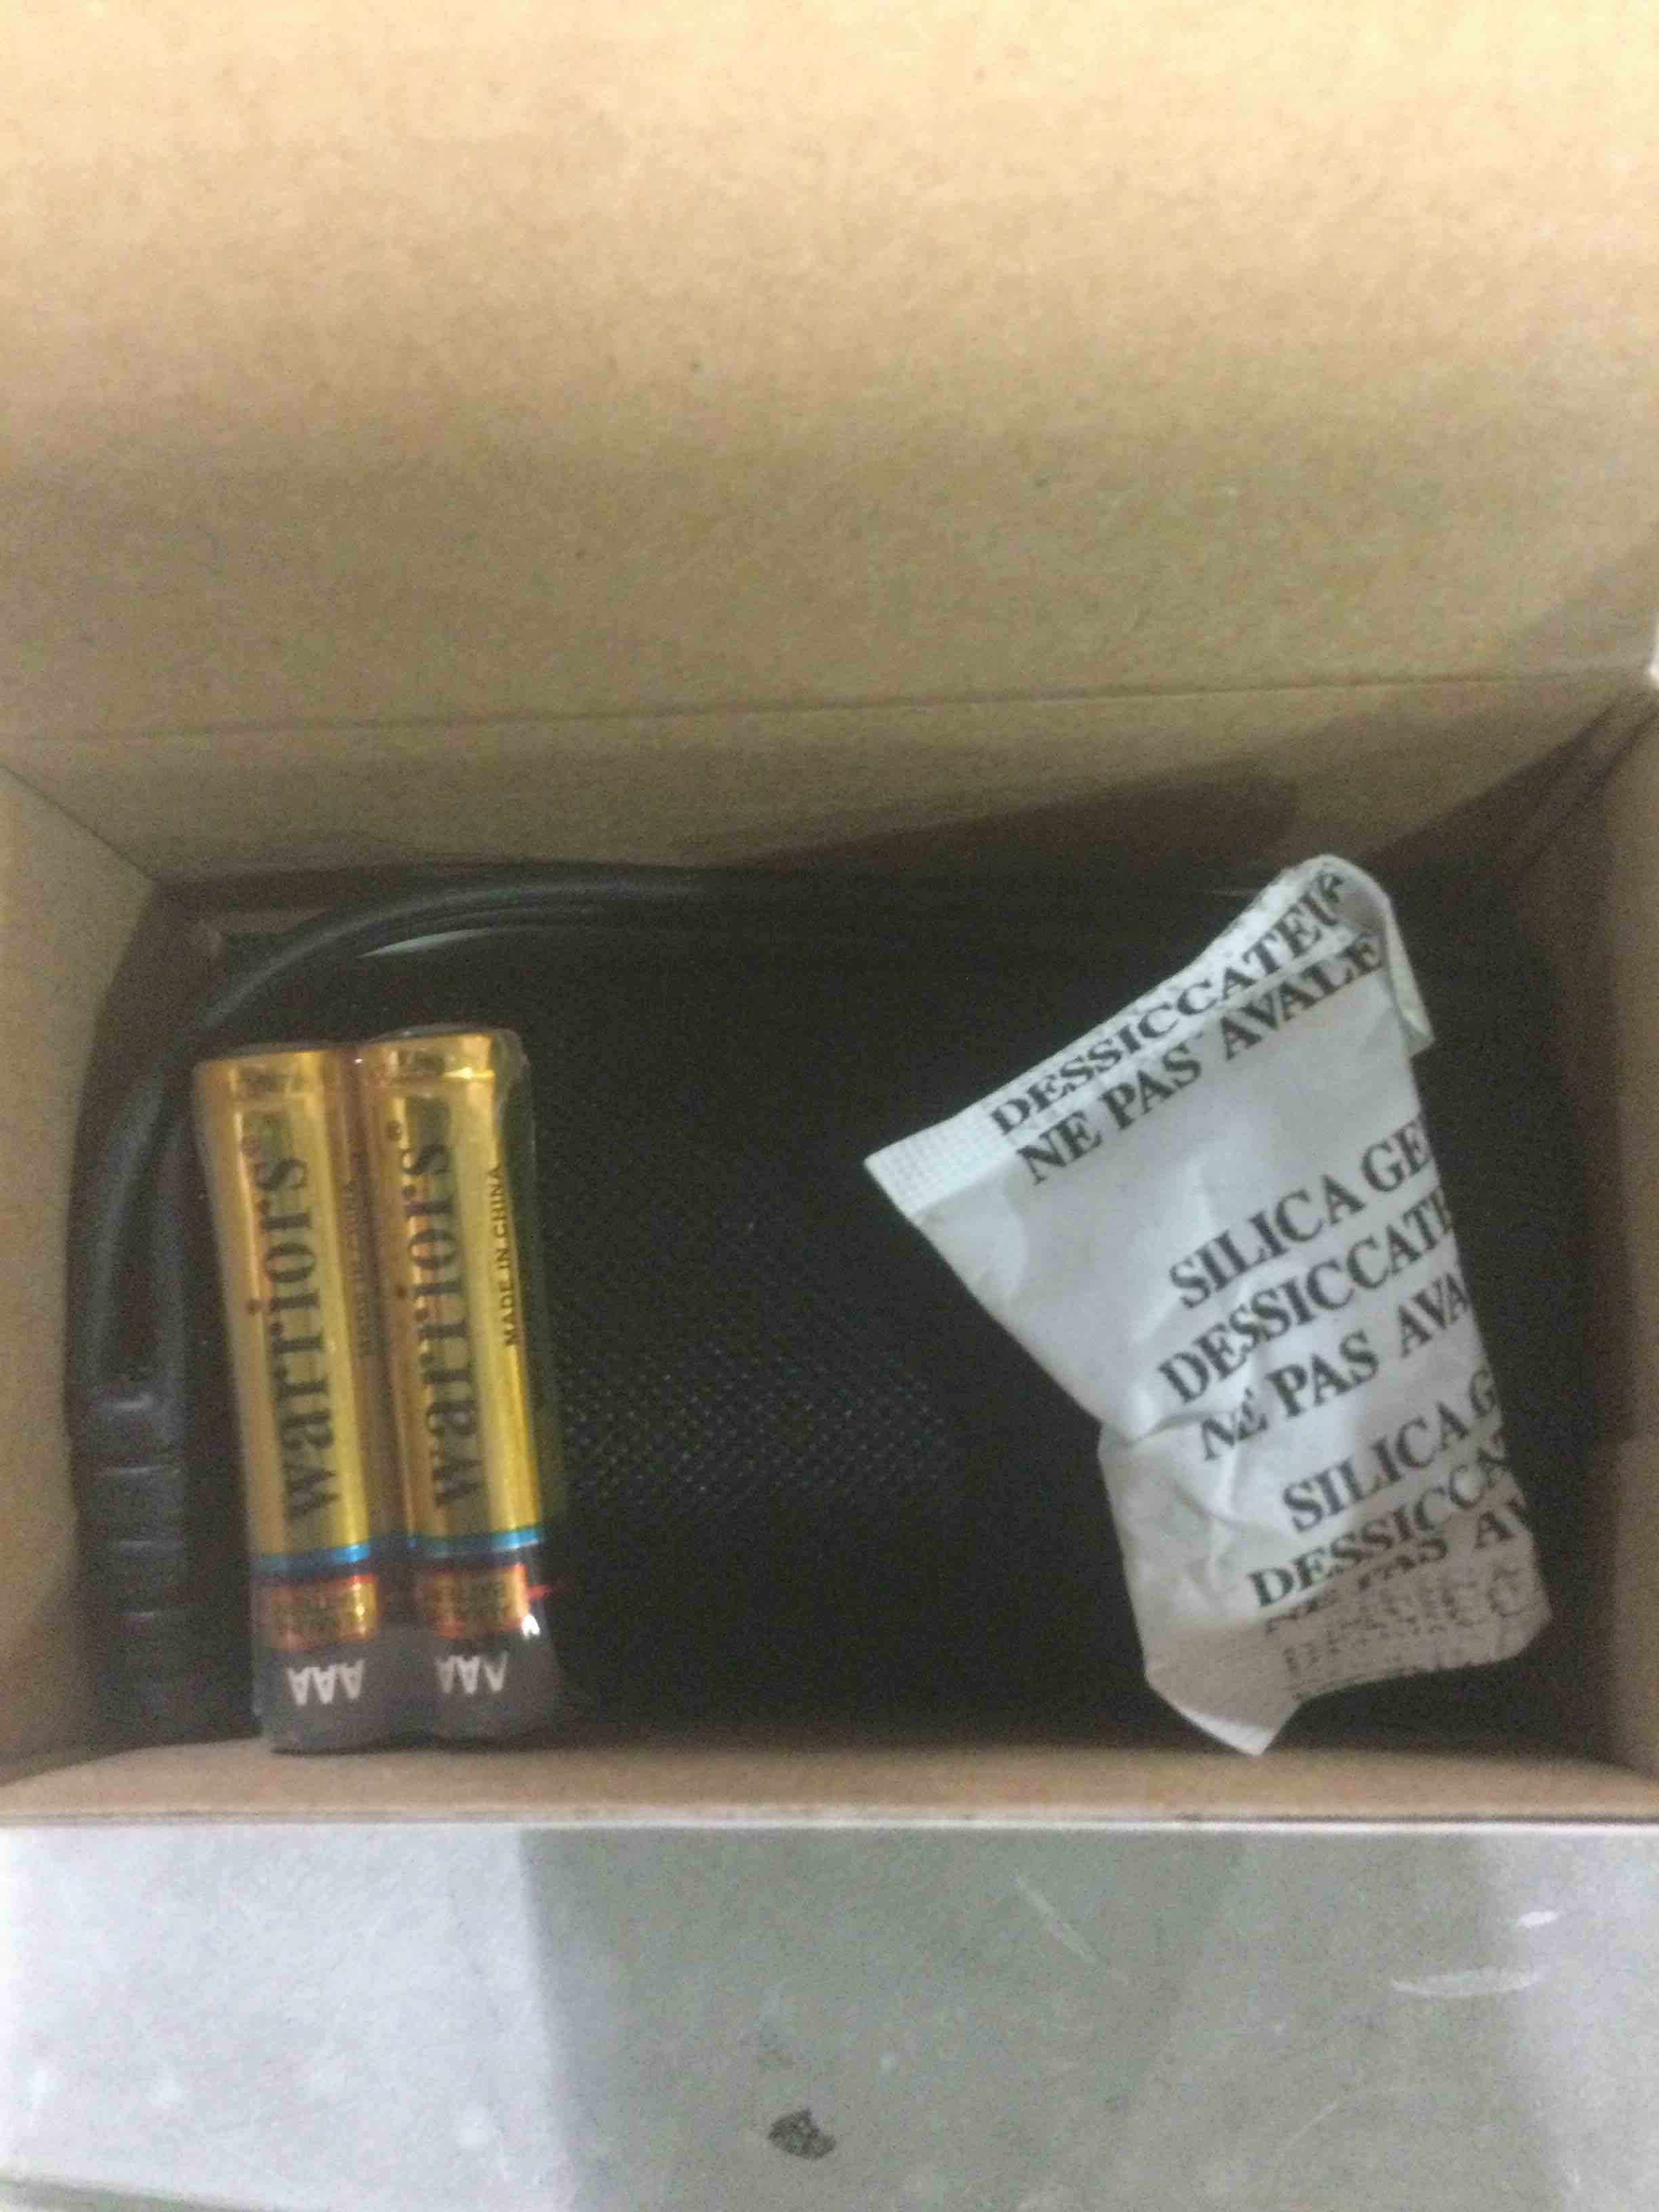 warriors®
warriors®
MADE IN CHINA
AAA
AAA
DESSICCATEUR
NE PAS AVALE
SILICA GE
DESSICCATE
NE PAS AVA
SILICA G
DESSICCA
NE PAS AV